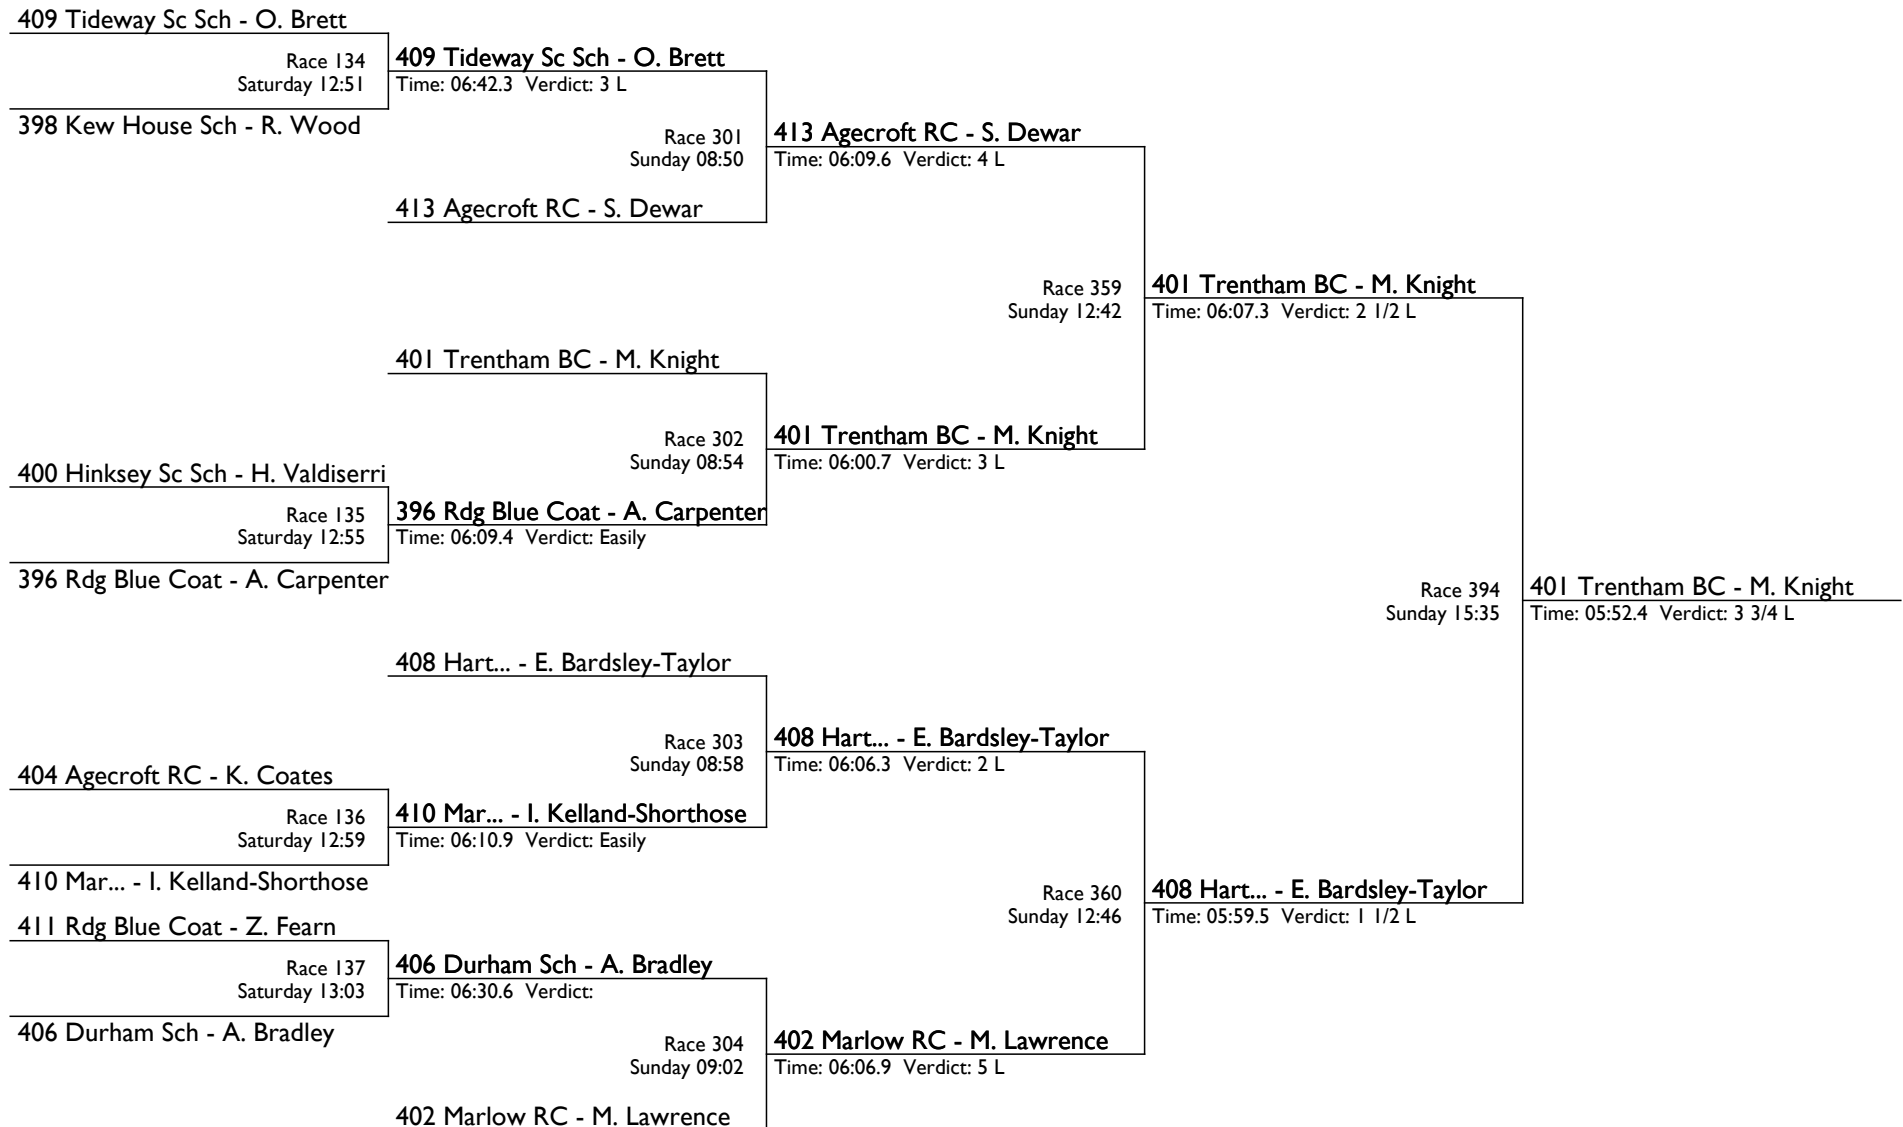 409 Tideway Sc Sch - O. Brett
Race 134
Saturday 12:51
398 Kew House Sch - R. Wood
409 Tideway Sc Sch - O. Brett
Time: 06:42.3 Verdict: 3 L
Race 301
Sunday 08:50
413 Agecroft RC - S. Dewar
413 Agecroft RC - S. Dewar
Time: 06:09.6 Verdict: 4 L
Race 359
Sunday 12:42
401 Trentham BC - M. Knight
Time: 06:07.3 Verdict: 2 1/2 L
401 Trentham BC - M. Knight
Race 302
Sunday 08:54
401 Trentham BC - M. Knight
Time: 06:00.7 Verdict: 3 L
400 Hinksey Sc Sch - H. Valdiserri
Race 135
Saturday 12:55
396 Rdg Blue Coat - A. Carpenter
396 Rdg Blue Coat - A. Carpenter
Time: 06:09.4 Verdict: Easily
Race 394
Sunday 15:35
401 Trentham BC - M. Knight
Time: 05:52.4 Verdict: 3 3/4 L
408 Hart... - E. Bardsley-Taylor
Race 303
Sunday 08:58
408 Hart... - E. Bardsley-Taylor
Time: 06:06.3 Verdict: 2 L
404 Agecroft RC - K. Coates
Race 136
Saturday 12:59
410 Mar... - I. Kelland-Shorthose
410 Mar... - I. Kelland-Shorthose
Time: 06:10.9 Verdict: Easily
Race 360
Sunday 12:46
408 Hart... - E. Bardsley-Taylor
Time: 05:59.5 Verdict: 1 1/2 L
411 Rdg Blue Coat - Z. Fearn
Race 137
Saturday 13:03
406 Durham Sch - A. Bradley
406 Durham Sch - A. Bradley
Time: 06:30.6 Verdict:
Race 304
Sunday 09:02
402 Marlow RC - M. Lawrence
Time: 06:06.9 Verdict: 5 L
402 Marlow RC - M. Lawrence